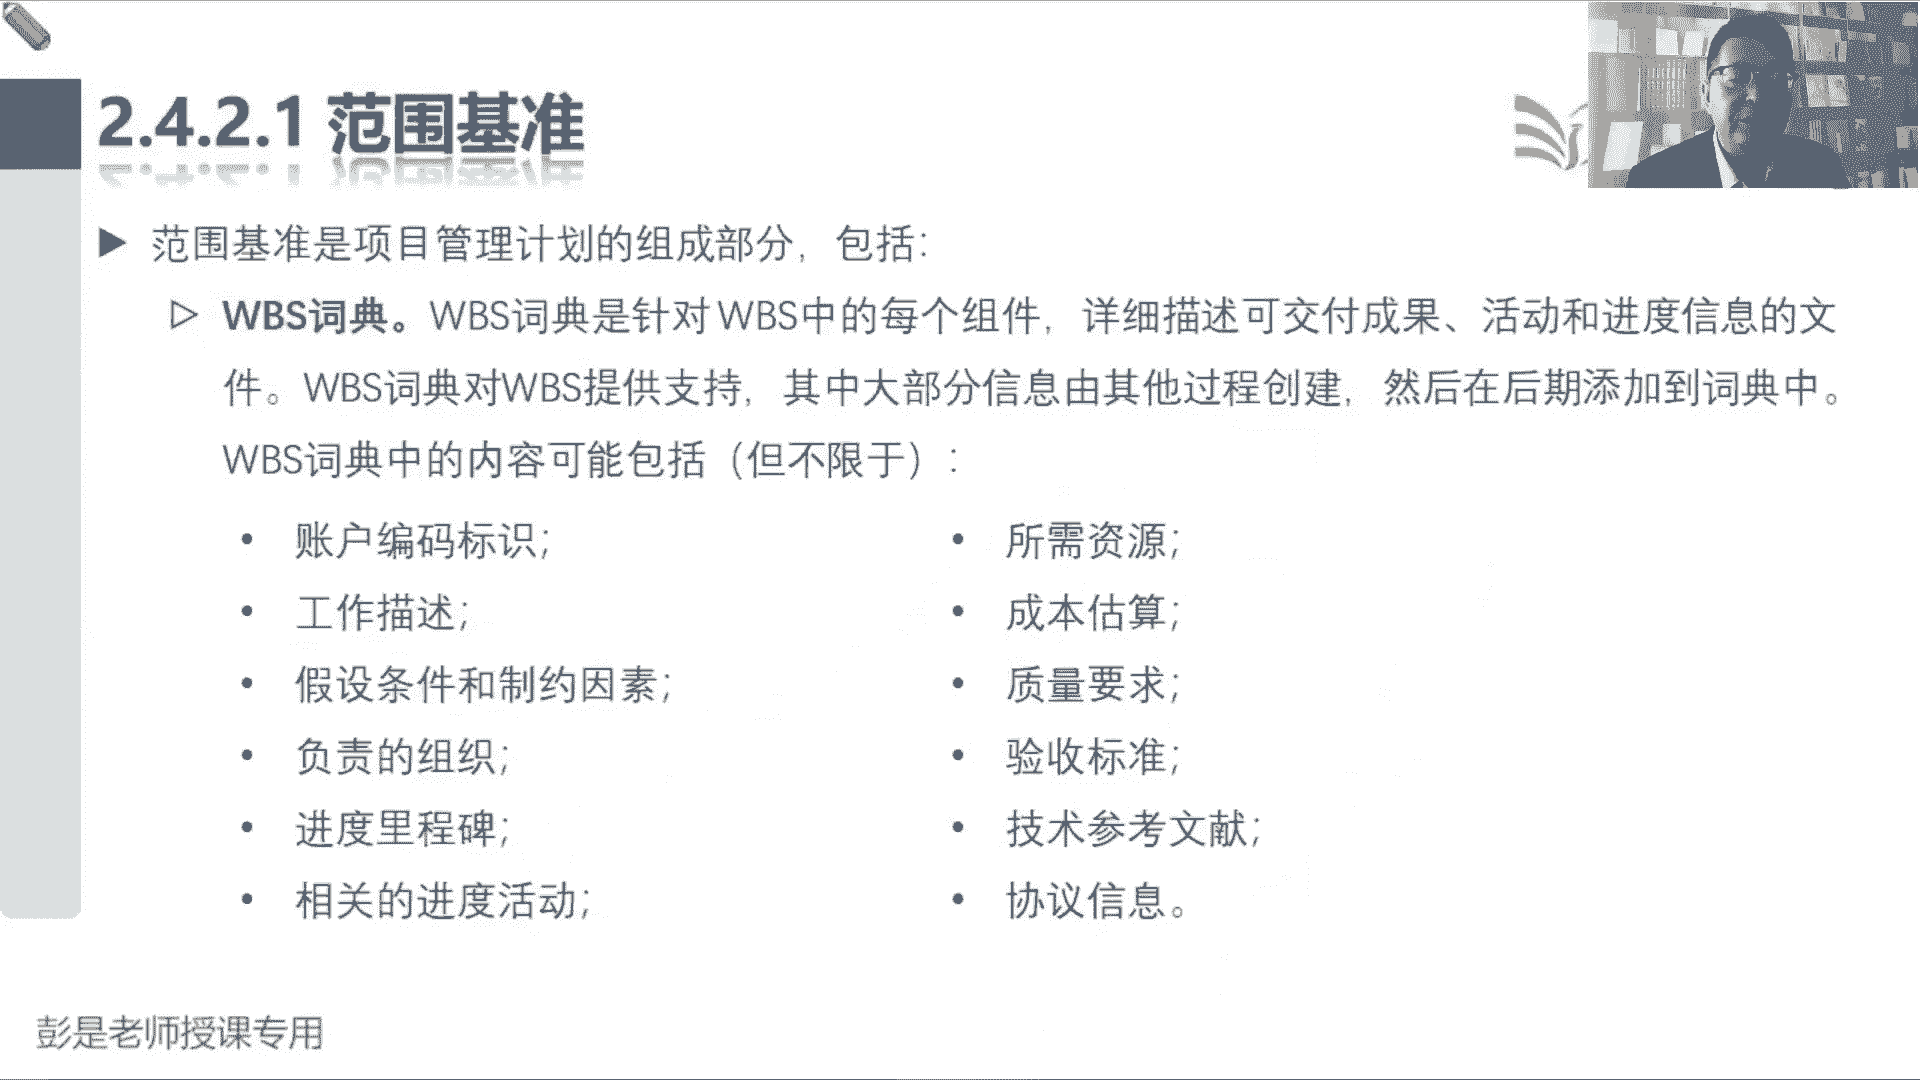 2.4.2.1 范围基准
范围基准是项目管理计划的组成部分，包括：
WBS词典。WBS词典是针对WBS中的每个组件，详细描述可交付成果、活动和进度信息的文
件。WBS词典对WBS提供支持，其中大部分信息由其他过程创建，然后在后期添加到词典中。
WBS词典中的内容可能包括（但不限于）：
• 账户编码标识；
• 工作描述；
• 假设条件和制约因素；
• 负责的组织；
• 进度里程碑；
• 相关的进度活动；
• 所需资源；
• 成本估算；
• 质量要求；
• 验收标准；
• 技术参考文献；
• 协议信息。
彭是老师授课专用